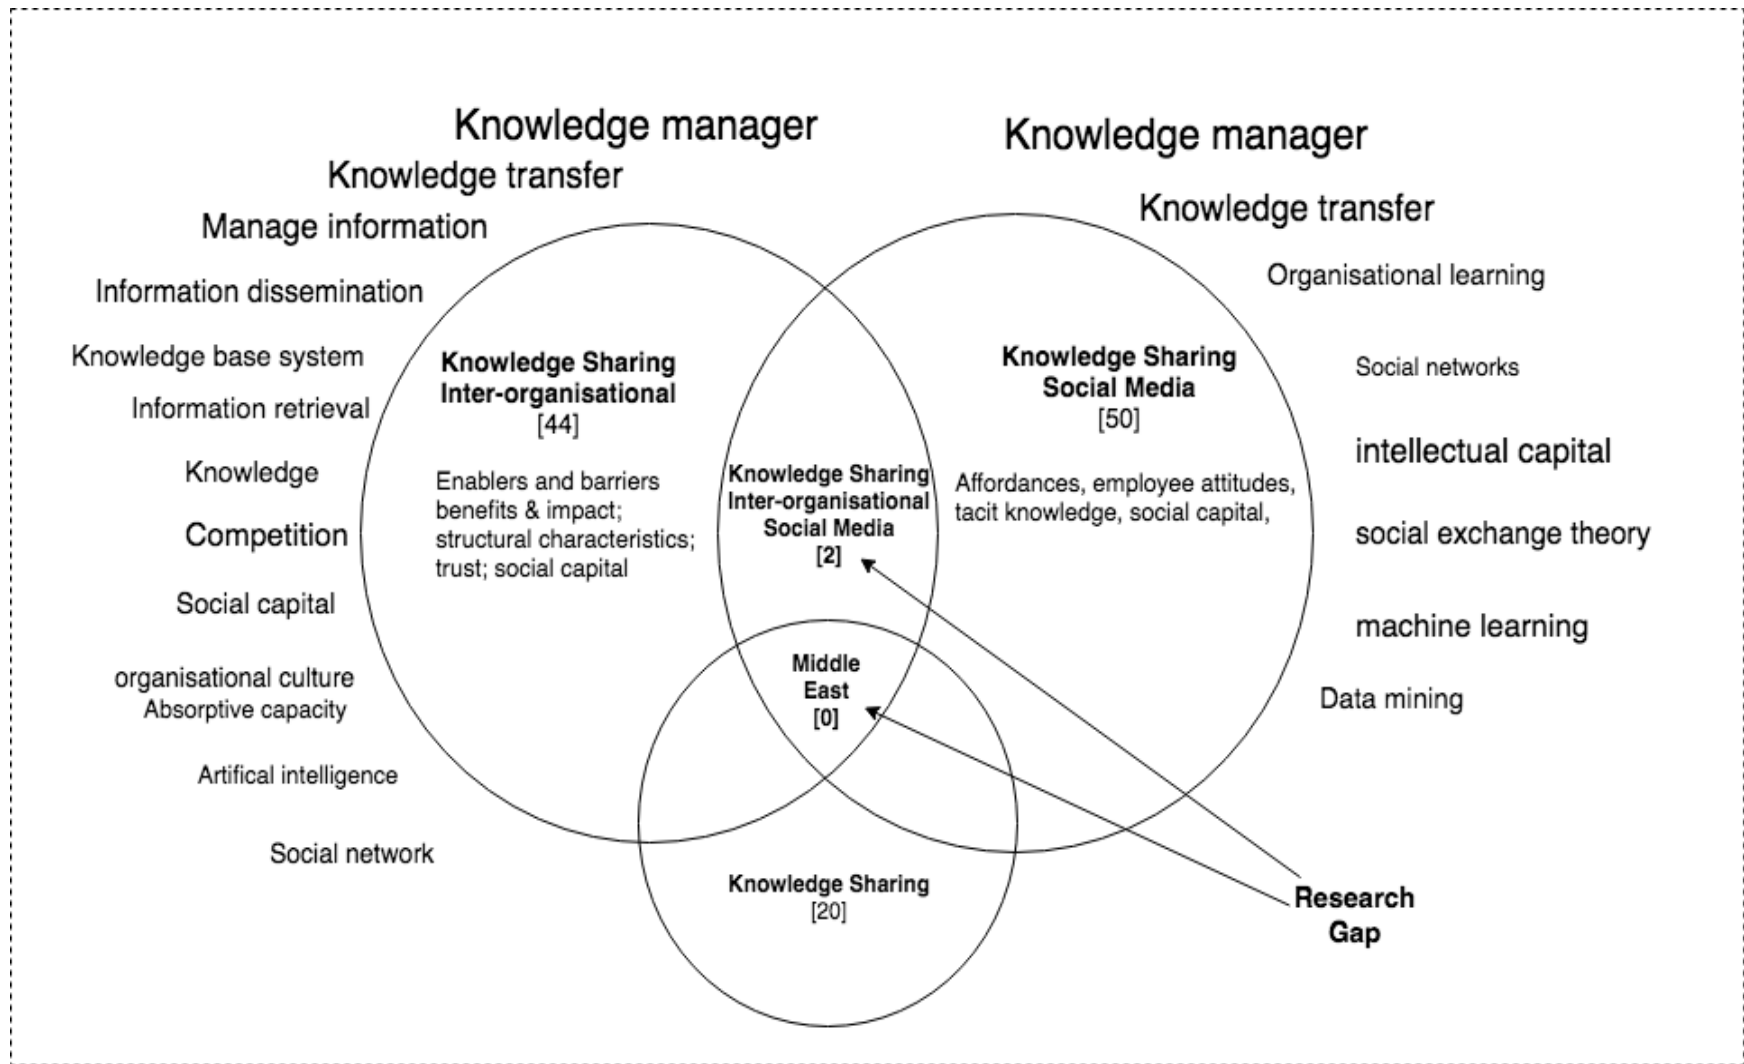 Knowledge manager
Knowledge manager
Knowledge transfer
Knowledge transfer
Manage information
Organisational learning
Information dissemination
Knowledge base system
Information retrieval
Knowledge
Competition
Social capital
organisational culture
Absorptive capacity
Artifical intelligence
Social network
Knowledge Sharing
Inter-organisational
[44]
Enablers and barriers
benefits & impact;
structural characteristics;
trust; social capital
Knowledge Sharing
Inter-organisational
Social Media
[2]
Middle
East
[0]
Knowledge Sharing
[20]
Knowledge Sharing
Social Media
[50]
Affordances, employee attitudes,
tacit knowledge, social capital,
Social networks
intellectual capital
social exchange theory
machine learning
Data mining
Research
Gap